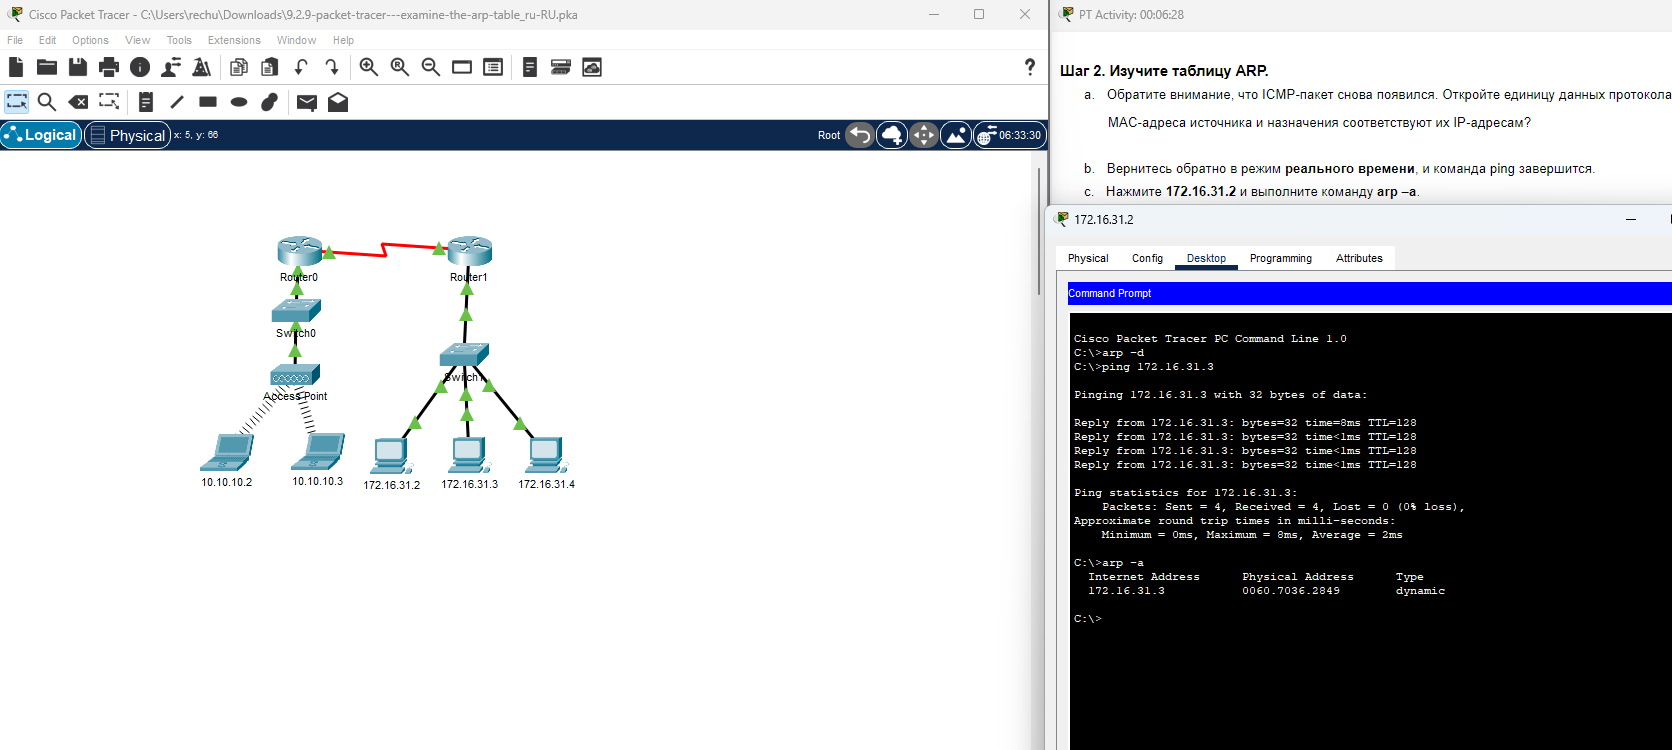 Cisco Packet Tracer - C:\Users\rechu\Downloads\9.2.9-packet-tracer---examine-the-arp-table_ru-RU.pka
File Edit Options View Tools Extensions Window Help
?
Logical
Physical
x: 5, y: 66
Root
06:33:30
Router0
Router1
Switch0
Switch1
Access Point
10.10.10.2
10.10.10.3
172.16.31.2
172.16.31.3
172.16.31.4
PT Activity: 00:06:28
Шаг 2. Изучите таблицу ARP.
a. Обратите внимание, что ICMP-пакет снова появился. Откройте единицу данных протокола
MAC-адреса источника и назначения соответствуют их IP-адресам?
b. Вернитесь обратно в режим реального времени, и команда ping завершится.
c. Нажмите 172.16.31.2 и выполните команду arp –a.
172.16.31.2
Physical Config Desktop Programming Attributes
Command Prompt
Cisco Packet Tracer PC Command Line 1.0
C:\>arp -d
C:\>ping 172.16.31.3
Pinging 172.16.31.3 with 32 bytes of data:
Reply from 172.16.31.3: bytes=32 time=8ms TTL=128
Reply from 172.16.31.3: bytes=32 time<1ms TTL=128
Reply from 172.16.31.3: bytes=32 time<1ms TTL=128
Reply from 172.16.31.3: bytes=32 time<1ms TTL=128
Ping statistics for 172.16.31.3:
Packets: Sent = 4, Received = 4, Lost = 0 (0% loss),
Approximate round trip times in milli-seconds:
Minimum = 0ms, Maximum = 8ms, Average = 2ms
C:\>arp -a
Internet Address Physical Address Type
172.16.31.3 0060.7036.2849 dynamic
C:\>